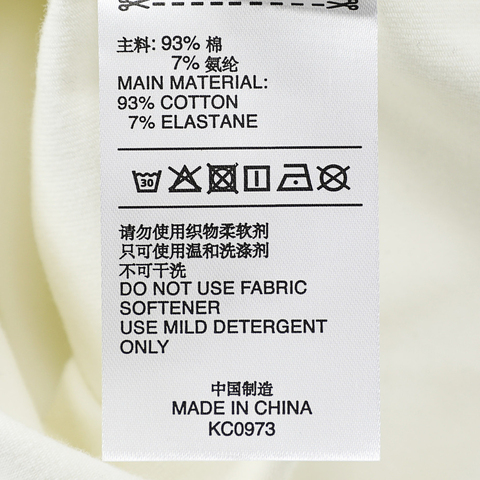 主料: 93% 棉
7% 氨纶
MAIN MATERIAL:
93% COTTON
7% ELASTANE
30
请勿使用织物柔软剂
只可使用温和洗涤剂
不可干洗
DO NOT USE FABRIC
SOFTENER
USE MILD DETERGENT
ONLY
中国制造
MADE IN CHINA
KC0973